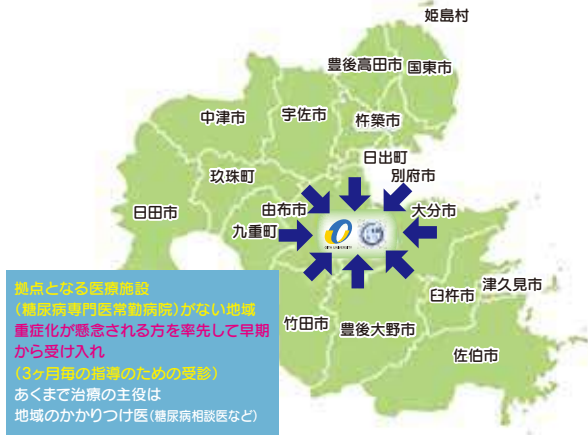 姫島村
豊後高田市
国東市
中津市
宇佐市
杵築市
日出町
玖珠町
別府市
日田市
由布市
大分市
九重町
OITA UNIVERSITY
津久見市
臼杵市
竹田市
豊後大野市
佐伯市
拠点となる医療施設
(糖尿病専門医常勤病院)がない地域
重症化が懸念される方を率先して早期
から受け入れ
(3ヶ月毎の指導のための受診)
あくまで治療の主役は
地域のかかりつけ医(糖尿病相談医など)